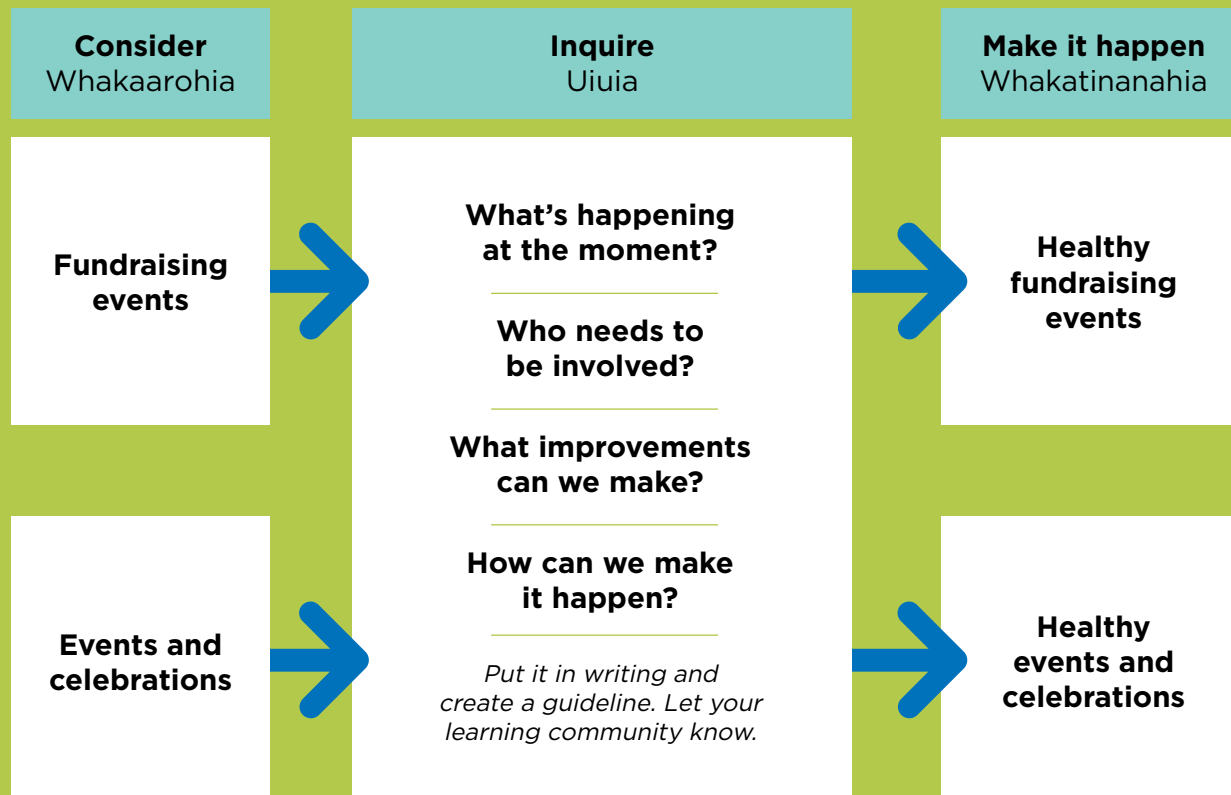 Consider
Whakaarohia
Inquire
Uiuia
Make it happen
Whakatinanahia
Fundraising
events
What's happening
at the moment?
Who needs to
be involved?
What improvements
can we make?
How can we make
it happen?
Put it in writing and
create a guideline. Let your
learning community know.
Healthy
fundraising
events
Events and
celebrations
Healthy
events and
celebrations